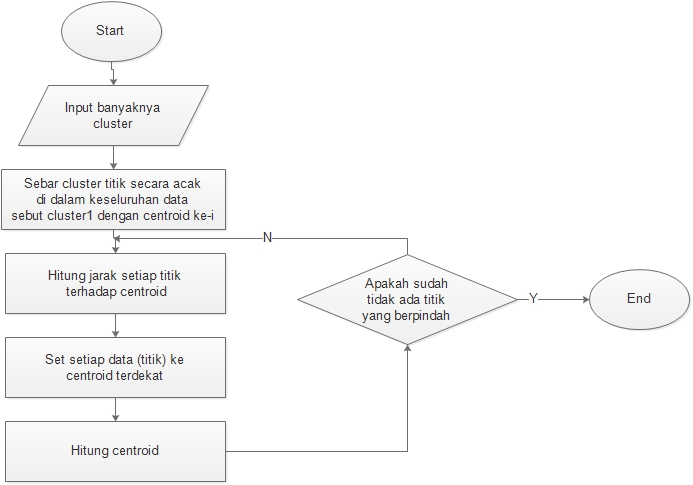 Start
Input banyaknya
cluster
Sebar cluster titik secara acak
di dalam keseluruhan data
sebut cluster1 dengan centroid ke-i
N
Hitung jarak setiap titik
terhadap centroid
Apakah sudah
tidak ada titik
yang berpindah
Y
End
Set setiap data (titik) ke
centroid terdekat
Hitung centroid